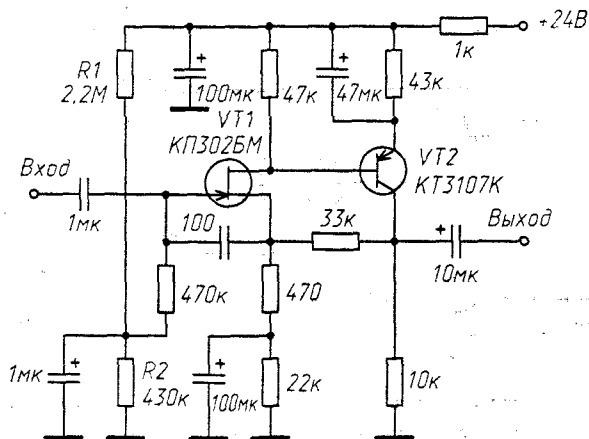 +24В
1к
R1
2,2М
100мк
47к
47мк
43к
VT1
КП302БМ
VT2
КТ3107К
Вход
1мк
100
33к
Выход
10мк
470к
470
1мк
R2
430к
100мк
22к
10к